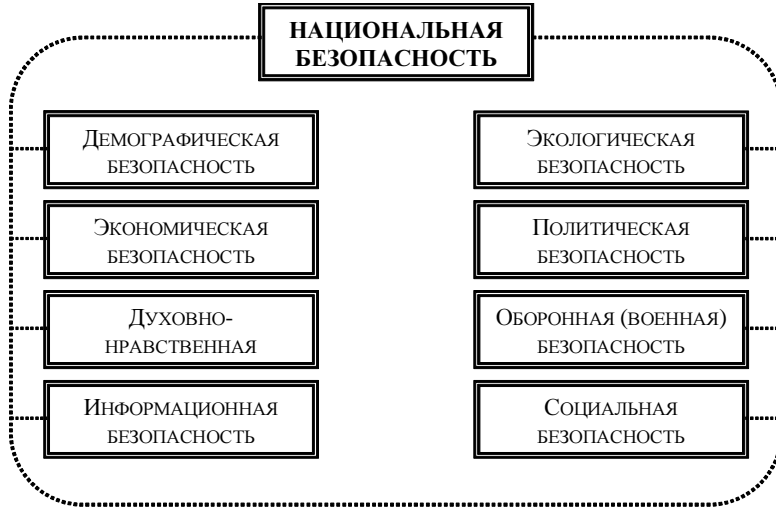 НАЦИОНАЛЬНАЯ
БЕЗОПАСНОСТЬ
ДЕМОГРАФИЧЕСКАЯ
БЕЗОПАСНОСТЬ
ЭКОНОМИЧЕСКАЯ
БЕЗОПАСНОСТЬ
ДУХОВНО-
НРАВСТВЕННАЯ
ИНФОРМАЦИОННАЯ
БЕЗОПАСНОСТЬ
ЭКОЛОГИЧЕСКАЯ
БЕЗОПАСНОСТЬ
ПОЛИТИЧЕСКАЯ
БЕЗОПАСНОСТЬ
ОБОРОННАЯ (ВОЕННАЯ)
БЕЗОПАСНОСТЬ
СОЦИАЛЬНАЯ
БЕЗОПАСНОСТЬ